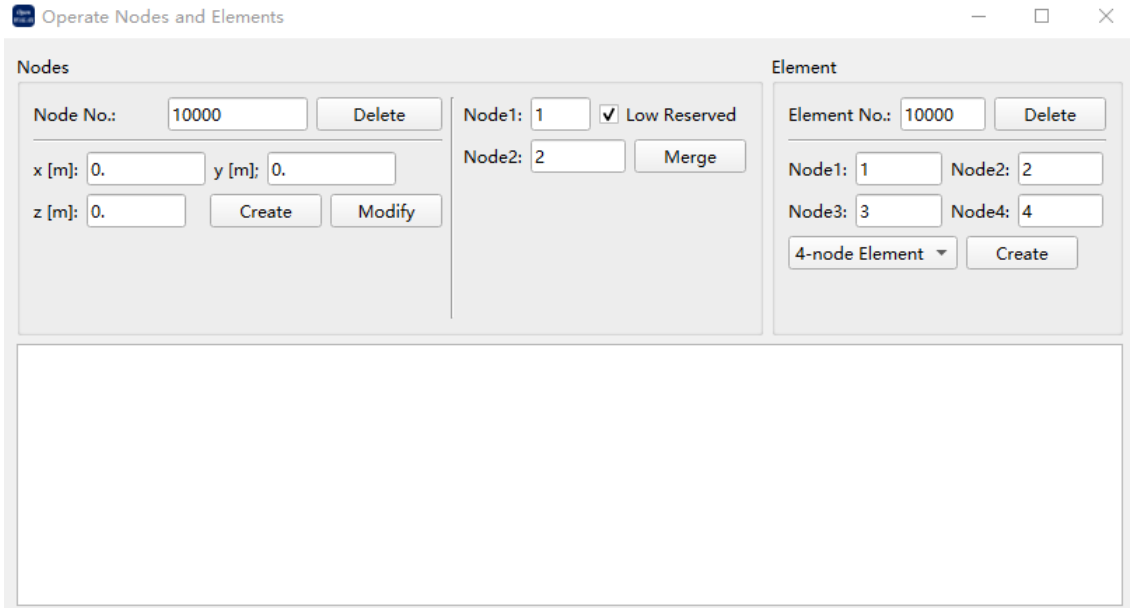 Operate Nodes and Elements
Nodes
Node No.: 10000 Delete
x [m]: 0. y [m]; 0.
z [m]: 0. Create Modify
Node1: 1 Low Reserved
Node2: 2 Merge
Element
Element No.: 10000 Delete
Node1: 1 Node2: 2
Node3: 3 Node4: 4
4-node Element Create